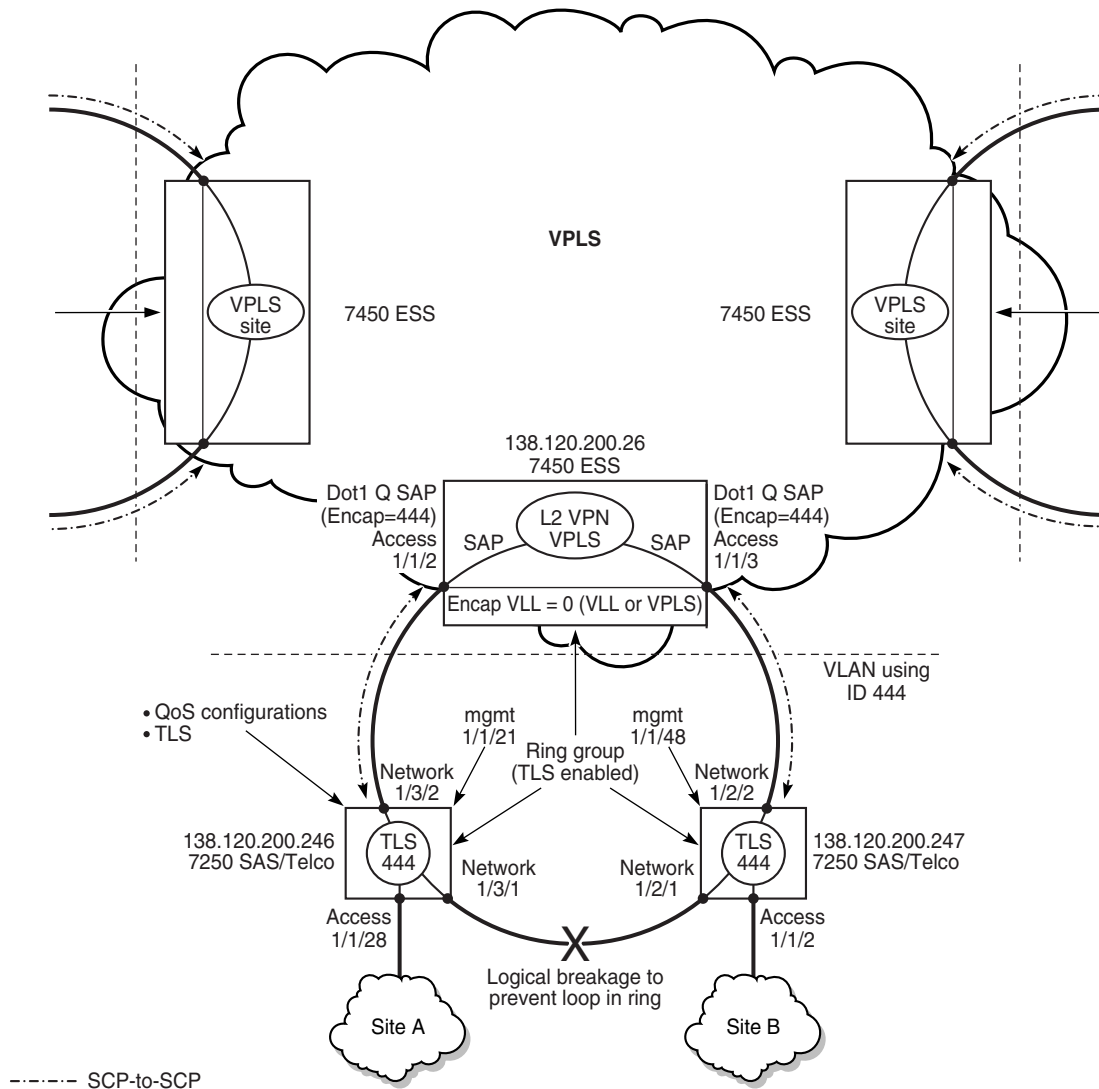 VPLS
VPLS
site
7450 ESS
7450 ESS
VPLS
site
138.120.200.26
7450 ESS
Dot1 Q SAP
(Encap=444)
Access
1/1/2
SAP
L2 VPN
VPLS
SAP
Dot1 Q SAP
(Encap=444)
Access
1/1/3
Encap VLL = 0 (VLL or VPLS)
VLAN using
ID 444
• QoS configurations
• TLS
mgmt
1/1/21
Ring group
(TLS enabled)
mgmt
1/1/48
Network
1/3/2
Network
1/2/2
138.120.200.246
7250 SAS/Telco
TLS
444
Network
1/3/1
Network
1/2/1
TLS
444
138.120.200.247
7250 SAS/Telco
Access
1/1/28
X
Access
1/1/2
Logical breakage to
prevent loop in ring
Site A
Site B
SCP-to-SCP